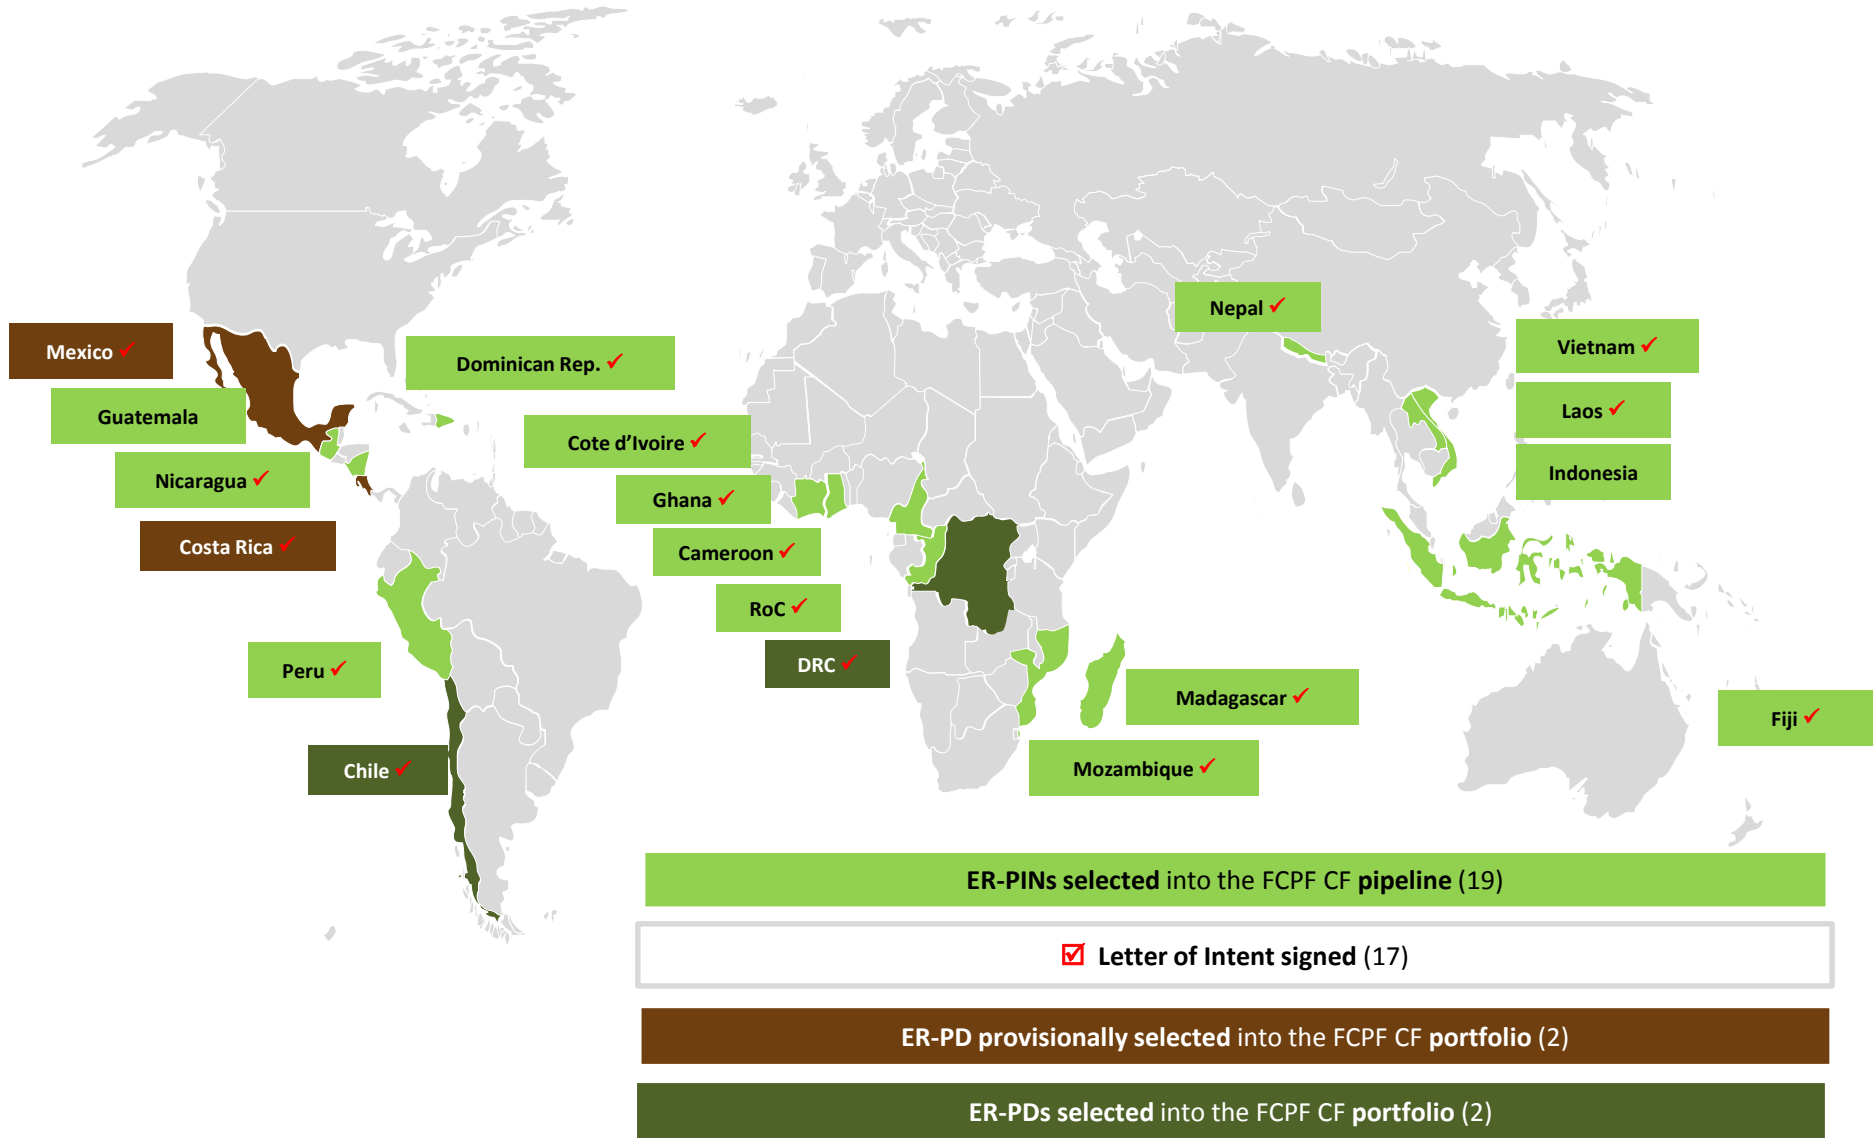 Nepal ✓
Mexico ✓
Dominican Rep. ✓
Vietnam ✓
Guatemala
Laos ✓
Cote d'Ivoire ✓
Nicaragua ✓
Indonesia
Ghana ✓
Costa Rica ✓
Cameroon ✓
RoC ✓
Peru ✓
DRC ✓
Madagascar ✓
Fiji ✓
Chile ✓
Mozambique ✓
ER-PINs selected into the FCPF CF pipeline (19)
☑ Letter of Intent signed (17)
ER-PD provisionally selected into the FCPF CF portfolio (2)
ER-PDs selected into the FCPF CF portfolio (2)